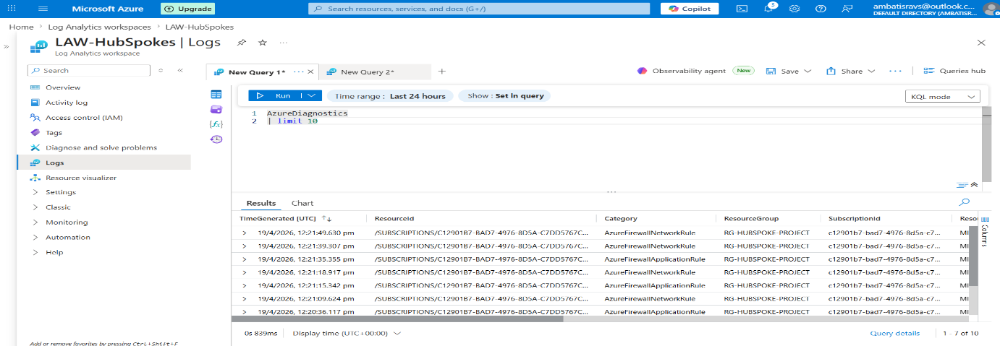 Microsoft Azure
Upgrade
Search resources, services, and docs (G+/)
Copilot
3
ambatisravs@outlook.c...
DEFAULT DIRECTORY (AMBATISR...
Home > Log Analytics workspaces > LAW-HubSpokes
LAW-HubSpokes | Logs
Log Analytics workspace
Search
Overview
Activity log
Access control (IAM)
Tags
Diagnose and solve problems
Logs
Resource visualizer
Settings
Classic
Monitoring
Automation
Help
Add or remove favorites by pressing Ctrl+Shift+F
New Query 1*
New Query 2*
Observability agent New
Save
Share
Queries hub
Run
Time range : Last 24 hours
Show : Set in query
KQL mode
1 AzureDiagnostics
2 | limit 10
Results Chart
TimeGenerated [UTC] ResourceId Category ResourceGroup SubscriptionId Resou
19/4/2026, 12:21:49.630 pm /SUBSCRIPTIONS/C12901B7-BAD7-4976-8D5A-C7DD5767C... AzureFirewallNetworkRule RG-HUBSPOKE-PROJECT c12901b7-bad7-4976-8d5a-c7... MI
19/4/2026, 12:21:39.307 pm /SUBSCRIPTIONS/C12901B7-BAD7-4976-8D5A-C7DD5767C... AzureFirewallNetworkRule RG-HUBSPOKE-PROJECT c12901b7-bad7-4976-8d5a-c7... MI
19/4/2026, 12:21:35.355 pm /SUBSCRIPTIONS/C12901B7-BAD7-4976-8D5A-C7DD5767C... AzureFirewallApplicationRule RG-HUBSPOKE-PROJECT c12901b7-bad7-4976-8d5a-c7... MI
19/4/2026, 12:21:18.917 pm /SUBSCRIPTIONS/C12901B7-BAD7-4976-8D5A-C7DD5767C... AzureFirewallNetworkRule RG-HUBSPOKE-PROJECT c12901b7-bad7-4976-8d5a-c7... MI
19/4/2026, 12:21:15.342 pm /SUBSCRIPTIONS/C12901B7-BAD7-4976-8D5A-C7DD5767C... AzureFirewallApplicationRule RG-HUBSPOKE-PROJECT c12901b7-bad7-4976-8d5a-c7... MI
19/4/2026, 12:21:09.624 pm /SUBSCRIPTIONS/C12901B7-BAD7-4976-8D5A-C7DD5767C... AzureFirewallNetworkRule RG-HUBSPOKE-PROJECT c12901b7-bad7-4976-8d5a-c7... MI
19/4/2026, 12:20:36.117 pm /SUBSCRIPTIONS/C12901B7-BAD7-4976-8D5A-C7DD5767C... AzureFirewallApplicationRule RG-HUBSPOKE-PROJECT c12901b7-bad7-4976-8d5a-c7... MI
Columns
0s 839ms Display time (UTC+00:00) Query details 1 - 7 of 10